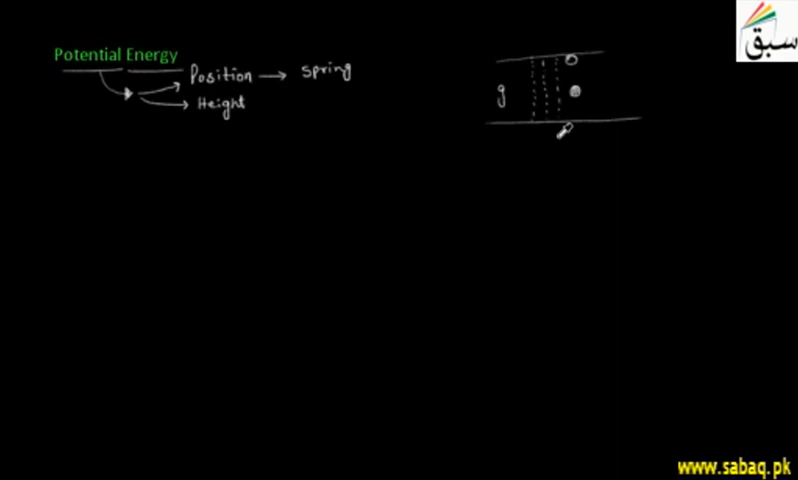 Potential Energy
Position → Spring
Height
g
سبق
www.sabaq.pk